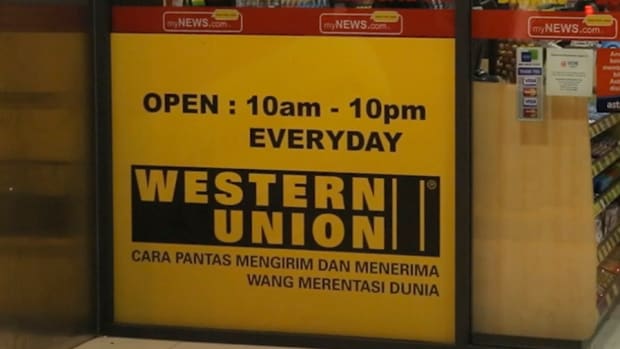 myNEWS.com
myNEWS.com
myNEWS.com
OPEN : 10am - 10pm
EVERYDAY
WESTERN
UNION®
CARA PANTAS MENGIRIM DAN MENERIMA
WANG MERENTASI DUNIA
VISA